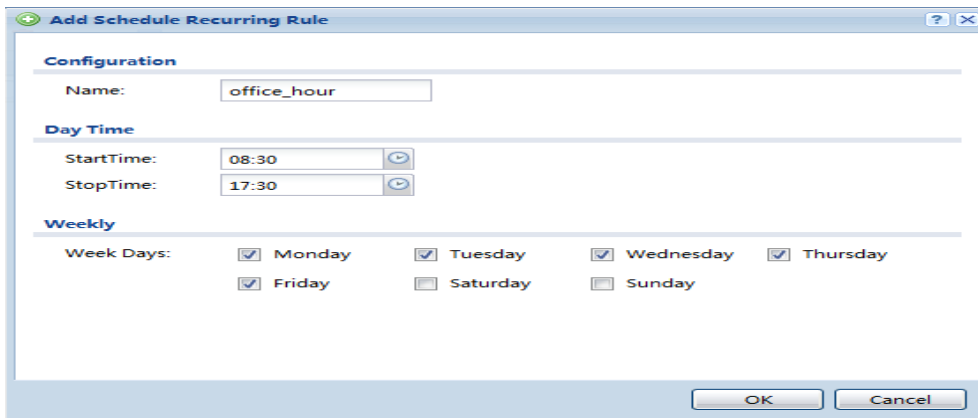 Add Schedule Recurring Rule ?
Configuration
Name: office_hour
Day Time
StartTime: 08:30
StopTime: 17:30
Weekly
Week Days: Monday Tuesday Wednesday Thursday
Friday Saturday Sunday
OK Cancel